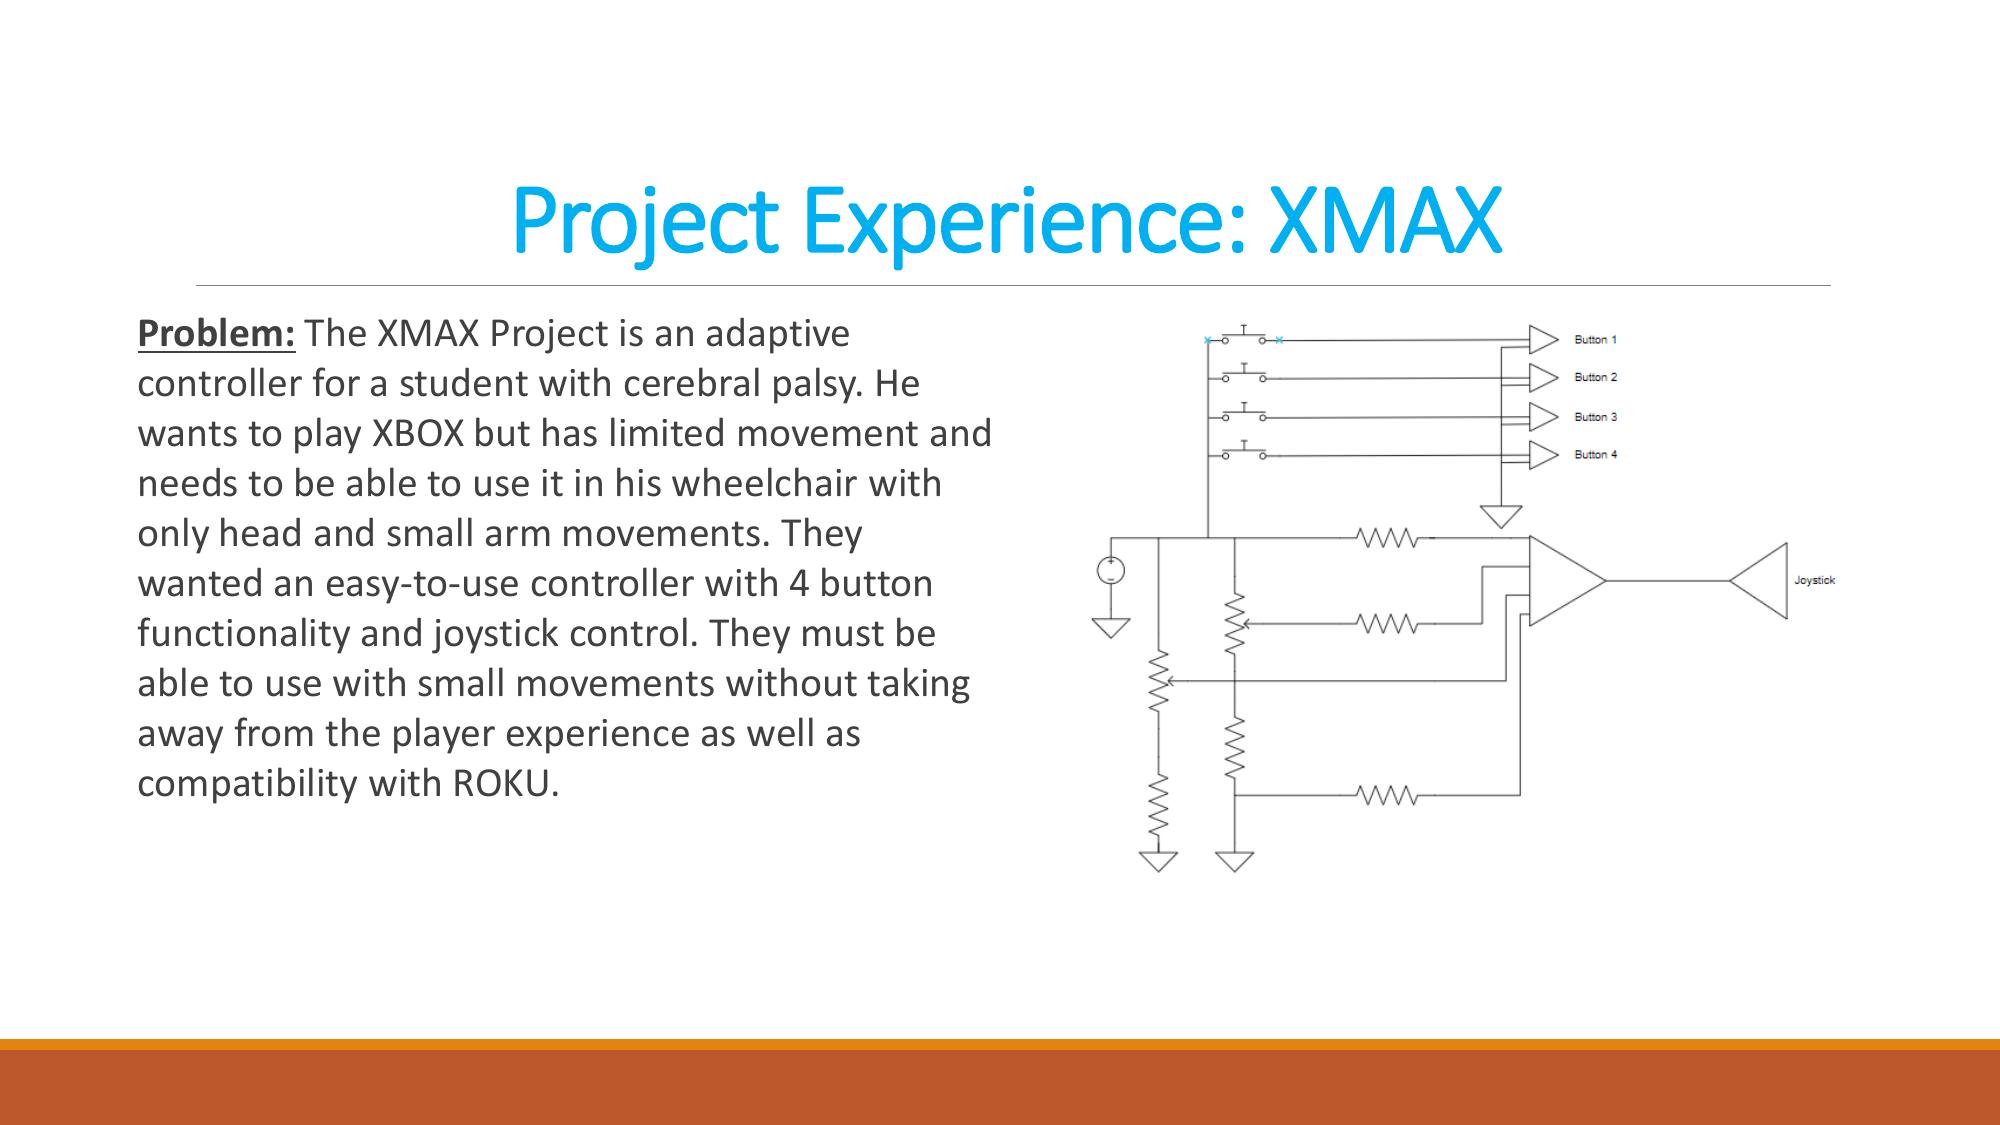 Project Experience: XMAX
Problem: The XMAX Project is an adaptive
controller for a student with cerebral palsy. He
wants to play XBOX but has limited movement and
needs to be able to use it in his wheelchair with
only head and small arm movements. They
wanted an easy-to-use controller with 4 button
functionality and joystick control. They must be
able to use with small movements without taking
away from the player experience as well as
compatibility with ROKU.
Button 1
Button 2
Button 3
Button 4
Joystick